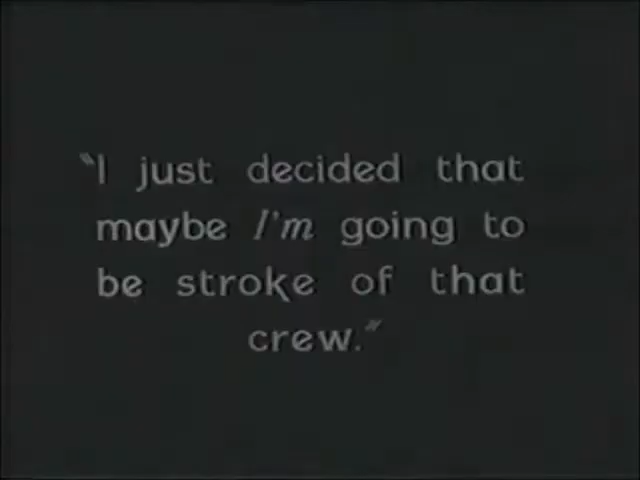 "I just decided that
maybe I'm going to
be stroke of that
crew."